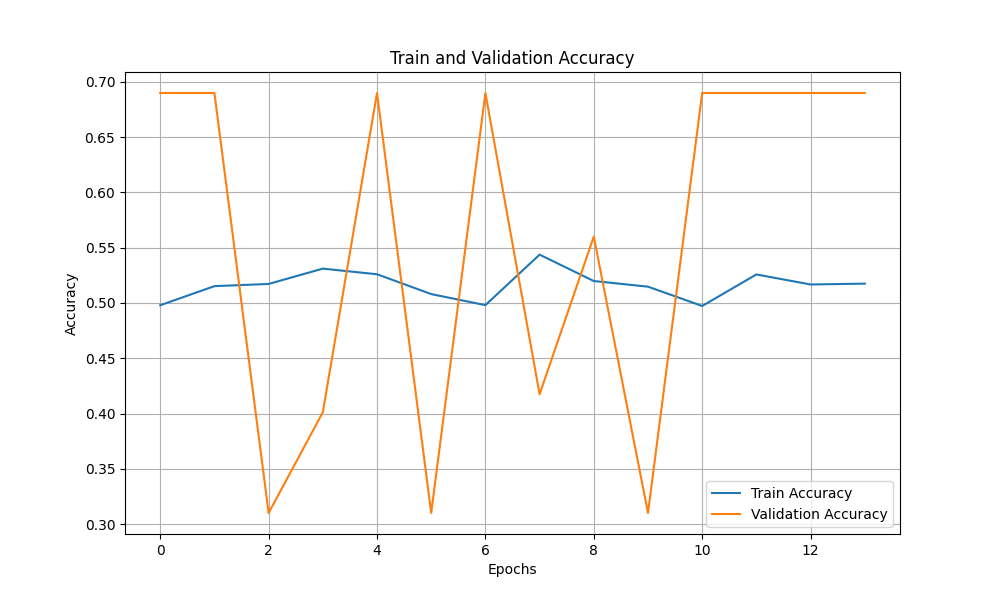 Train and Validation Accuracy
0.70
0.65
0.60
0.55
0.50
0.45
0.40
0.35
0.30
Accuracy
0 2 4 6 8 10 12
Epochs
Train Accuracy
Validation Accuracy